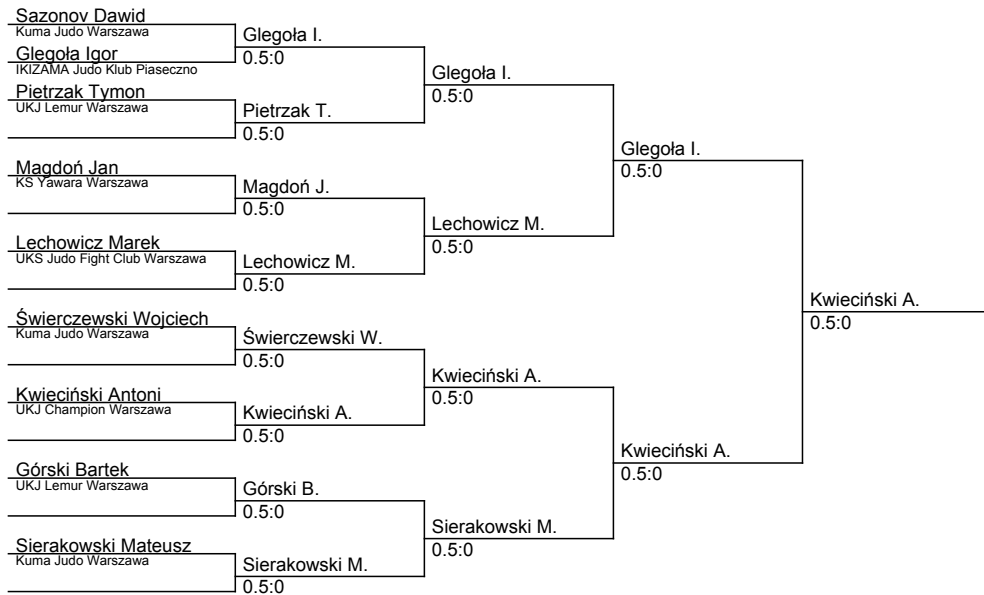 Sazonov Dawid
Kuma Judo Warszawa
Glegoła Igor
IKIZAMA Judo Klub Piaseczno
Pietrzak Tymon
UKJ Lemur Warszawa
Magdoń Jan
KS Yawara Warszawa
Lechowicz Marek
UKS Judo Fight Club Warszawa
Świerczewski Wojciech
Kuma Judo Warszawa
Kwieciński Antoni
UKJ Champion Warszawa
Górski Bartek
UKJ Lemur Warszawa
Sierakowski Mateusz
Kuma Judo Warszawa
Glegoła I.
0.5:0
Pietrzak T.
0.5:0
Magdoń J.
0.5:0
Lechowicz M.
0.5:0
Świerczewski W.
0.5:0
Kwieciński A.
0.5:0
Górski B.
0.5:0
Sierakowski M.
0.5:0
Glegoła I.
0.5:0
Lechowicz M.
0.5:0
Kwieciński A.
0.5:0
Sierakowski M.
0.5:0
Glegoła I.
0.5:0
Kwieciński A.
0.5:0
Kwieciński A.
0.5:0